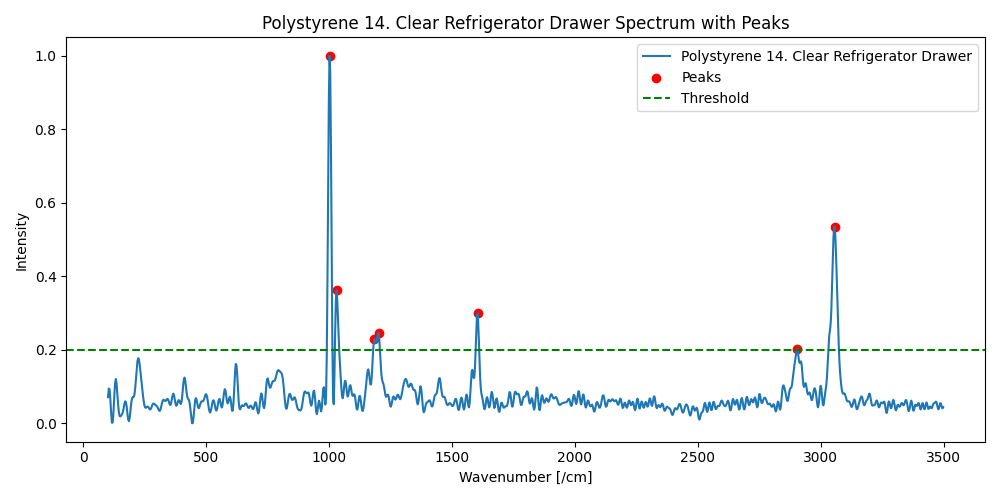 Polystyrene 14. Clear Refrigerator Drawer Spectrum with Peaks
Polystyrene 14. Clear Refrigerator Drawer
Peaks
Threshold
Intensity
1.0
0.8
0.6
0.4
0.2
0.0
0 500 1000 1500 2000 2500 3000 3500
Wavenumber [/cm]